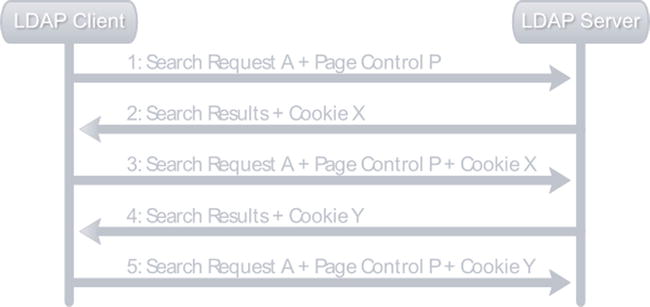 LDAP Client
LDAP Server
1: Search Request A + Page Control P
2: Search Results + Cookie X
3: Search Request A + Page Control P + Cookie X
4: Search Results + Cookie Y
5: Search Request A + Page Control P + Cookie Y